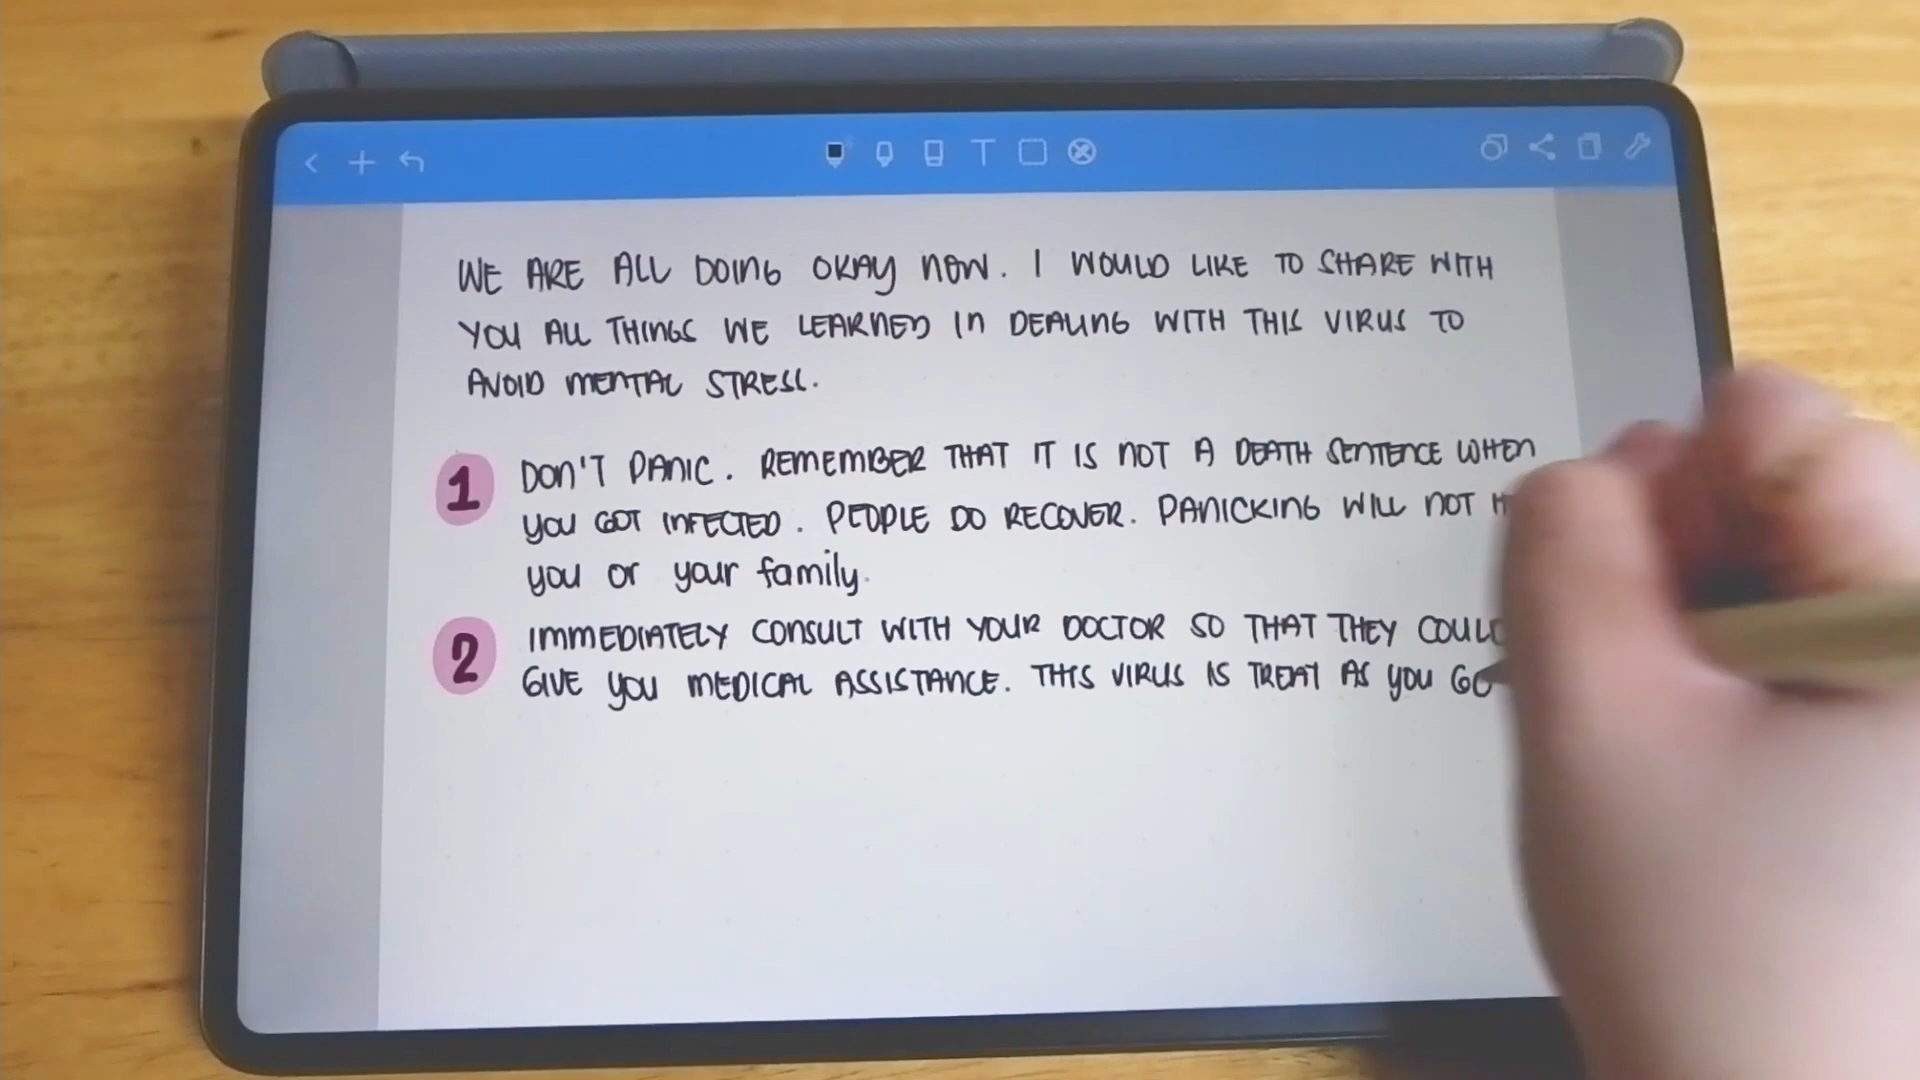 WE ARE ALL DOING OKAY NOW. I WOULD LIKE TO SHARE WITH
YOU ALL THINGS WE LEARNED IN DEALING WITH THIS VIRUS TO
AVOID MENTAL STRESS.
1 DON'T PANIC. REMEMBER THAT IT IS NOT A DEATH SENTENCE WHEN
YOU GOT INFECTED. PEOPLE DO RECOVER. PANICKING WILL NOT
you or your family.
2 IMMEDIATELY CONSULT WITH YOUR DOCTOR SO THAT THEY COULD
GIVE YOU MEDICAL ASSISTANCE. THIS VIRUS IS TREAT AS YOU GO